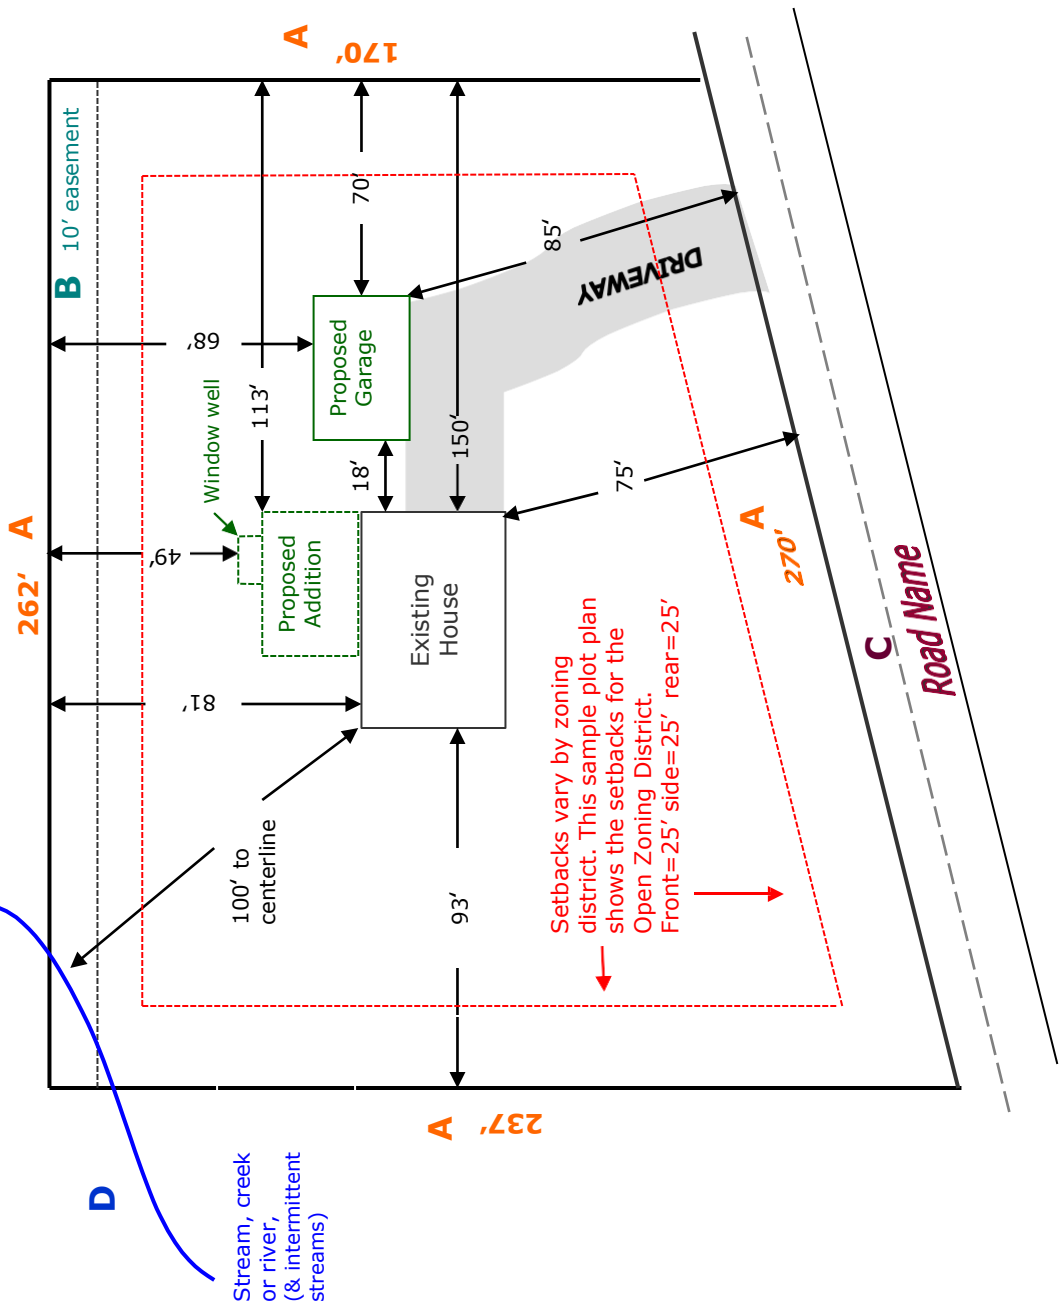 262’ A
B 10’ easement
A
170’
49’
68’
81’
Window well
113’
70’
18’
150’
85’
75’
93’
Proposed
Garage
Proposed
Addition
Existing
House
DRIVEWAY
100’ to
centerline
Setbacks vary by zoning
district. This sample plot plan
shows the setbacks for the
Open Zoning District.
Front=25’ side=25’ rear=25’
A
270’
C
Road Name
A
237’
D
Stream, creek
or river,
(& intermittent
streams)